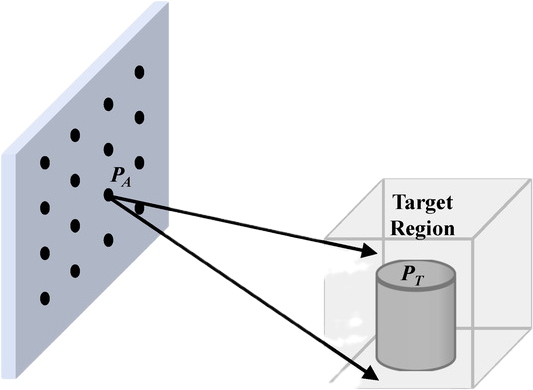 P_A
Target
Region
P_T